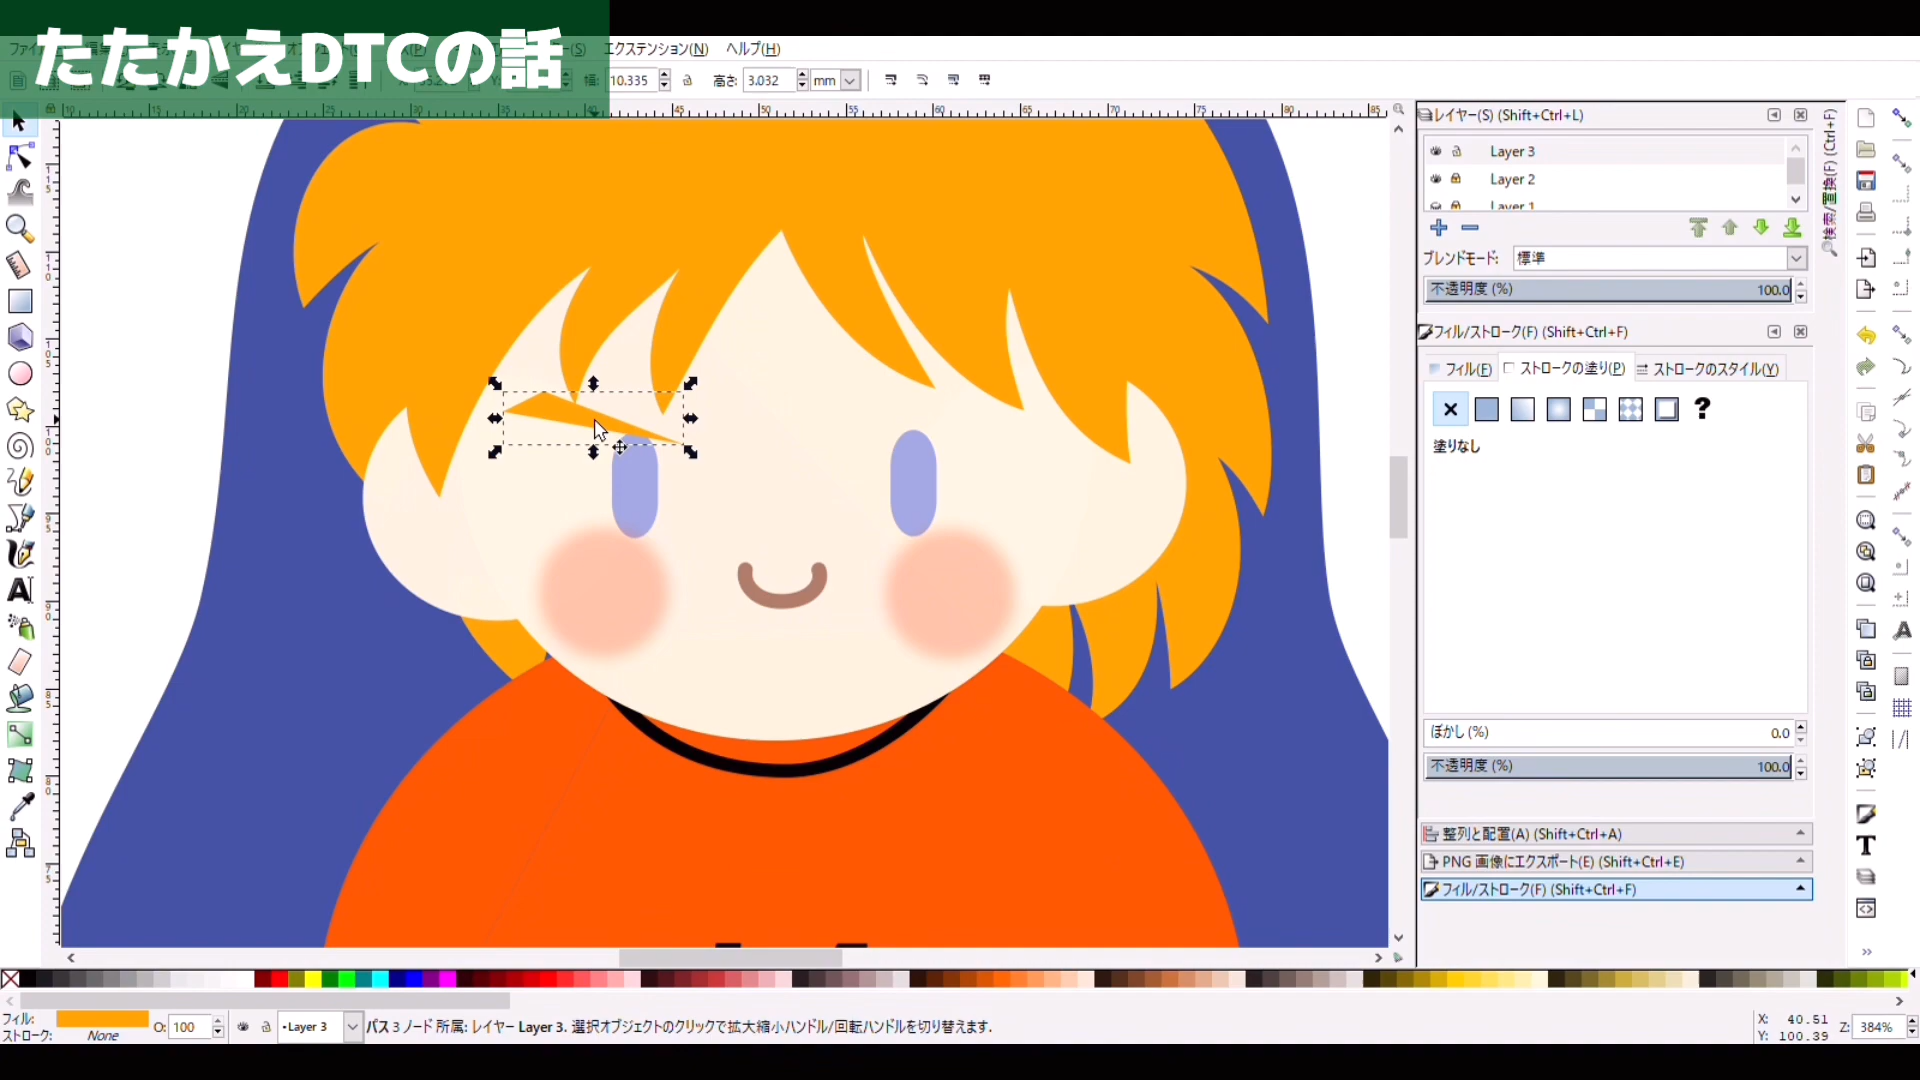 たたかえDTCの話
エクステンション(N) ヘルプ(H)
幅: 10.335 高さ: 3.032 mm
レイヤー(S) (Shift+Ctrl+L)
Layer 3
Layer 2
Layer 1
検索/置換(F) (Ctrl+F)
ブレンドモード: 標準
不透明度 (%) 100.0
フィル/ストローク(F) (Shift+Ctrl+F)
フィル(F) ストロークの塗り(P) ストロークのスタイル(Y)
塗りなし
ぼかし (%) 0.0
不透明度 (%) 100.0
整列と配置(A) (Shift+Ctrl+A)
PNG 画像にエクスポート(E) (Shift+Ctrl+E)
フィル/ストローク(F) (Shift+Ctrl+F)
フィル:
ストローク: None
O: 100
•Layer 3
パス 3 ノード 所属: レイヤー Layer 3. 選択オブジェクトのクリックで拡大縮小ハンドル/回転ハンドルを切り替えます.
X: 40.51
Y: 100.39
Z: 384%